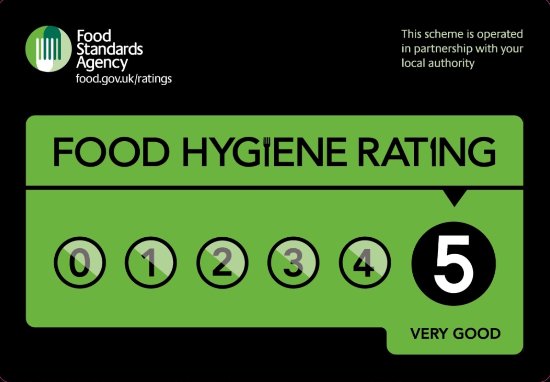 Food
Standards
Agency
food.gov.uk/ratings
This scheme is operated
in partnership with your
local authority
FOOD HYGIENE RATING
0 1 2 3 4 5
VERY GOOD